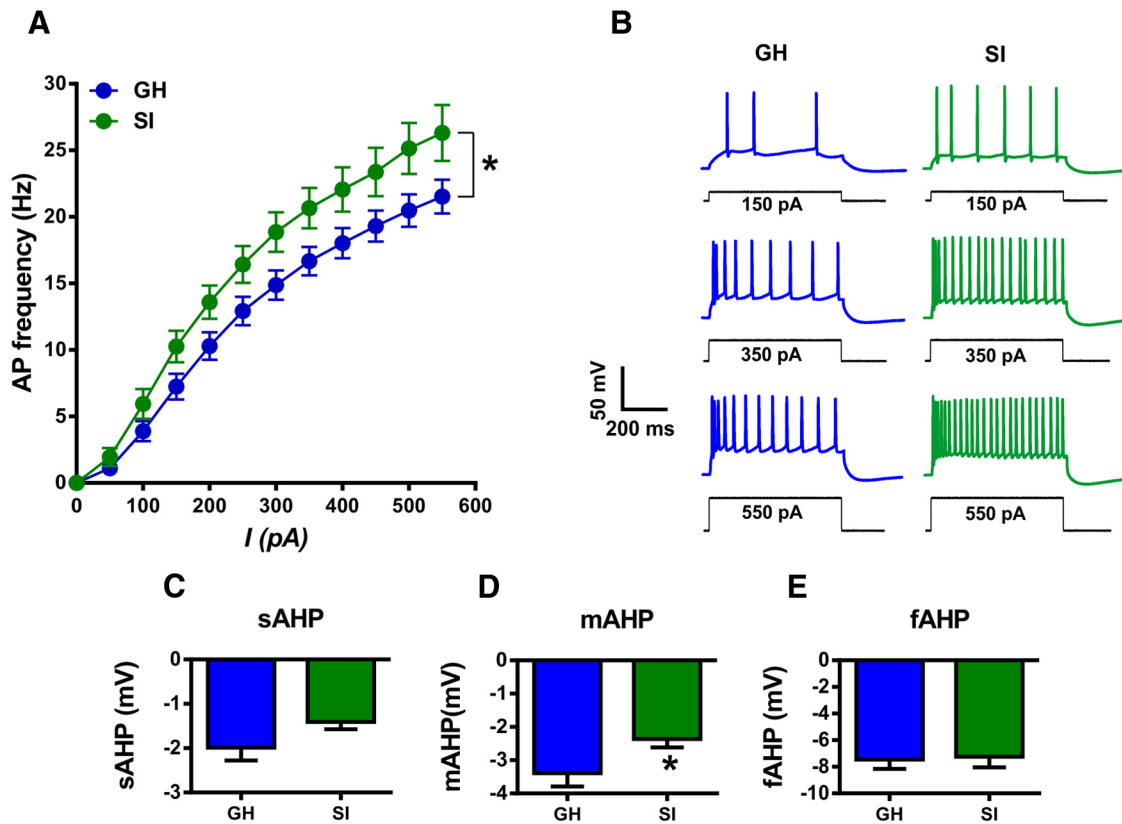 A
GH
SI
*
AP frequency (Hz)
30
25
20
15
10
5
0
0 100 200 300 400 500 600
I (pA)
B
GH SI
150 pA 150 pA
350 pA 350 pA
50 mV
200 ms
550 pA 550 pA
C
sAHP
sAHP (mV)
0
-1
-2
-3
GH SI
D
mAHP
mAHP(mV)
0
-1
-2
-3
-4
*
GH SI
E
fAHP
fAHP (mV)
0
-2
-4
-6
-8
-10
GH SI